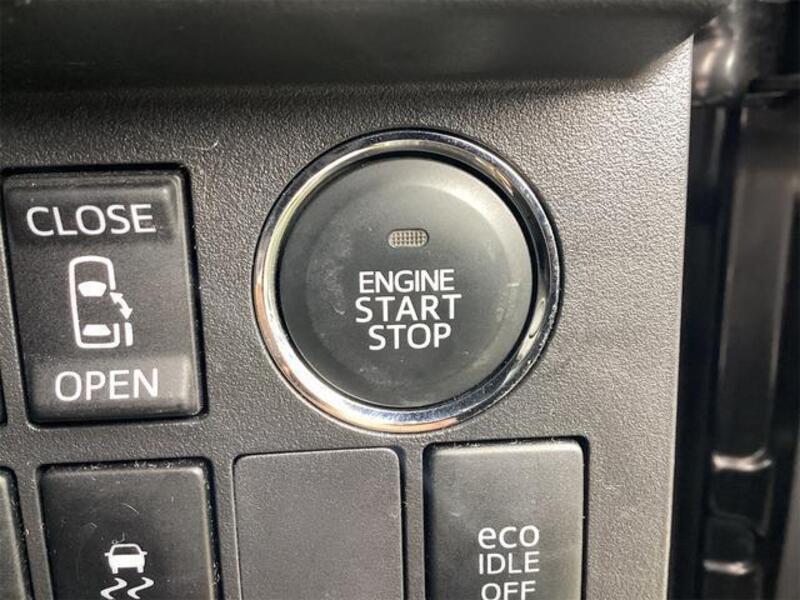 CLOSE
OPEN
ENGINE
START
STOP
eco
IDLE
OFF